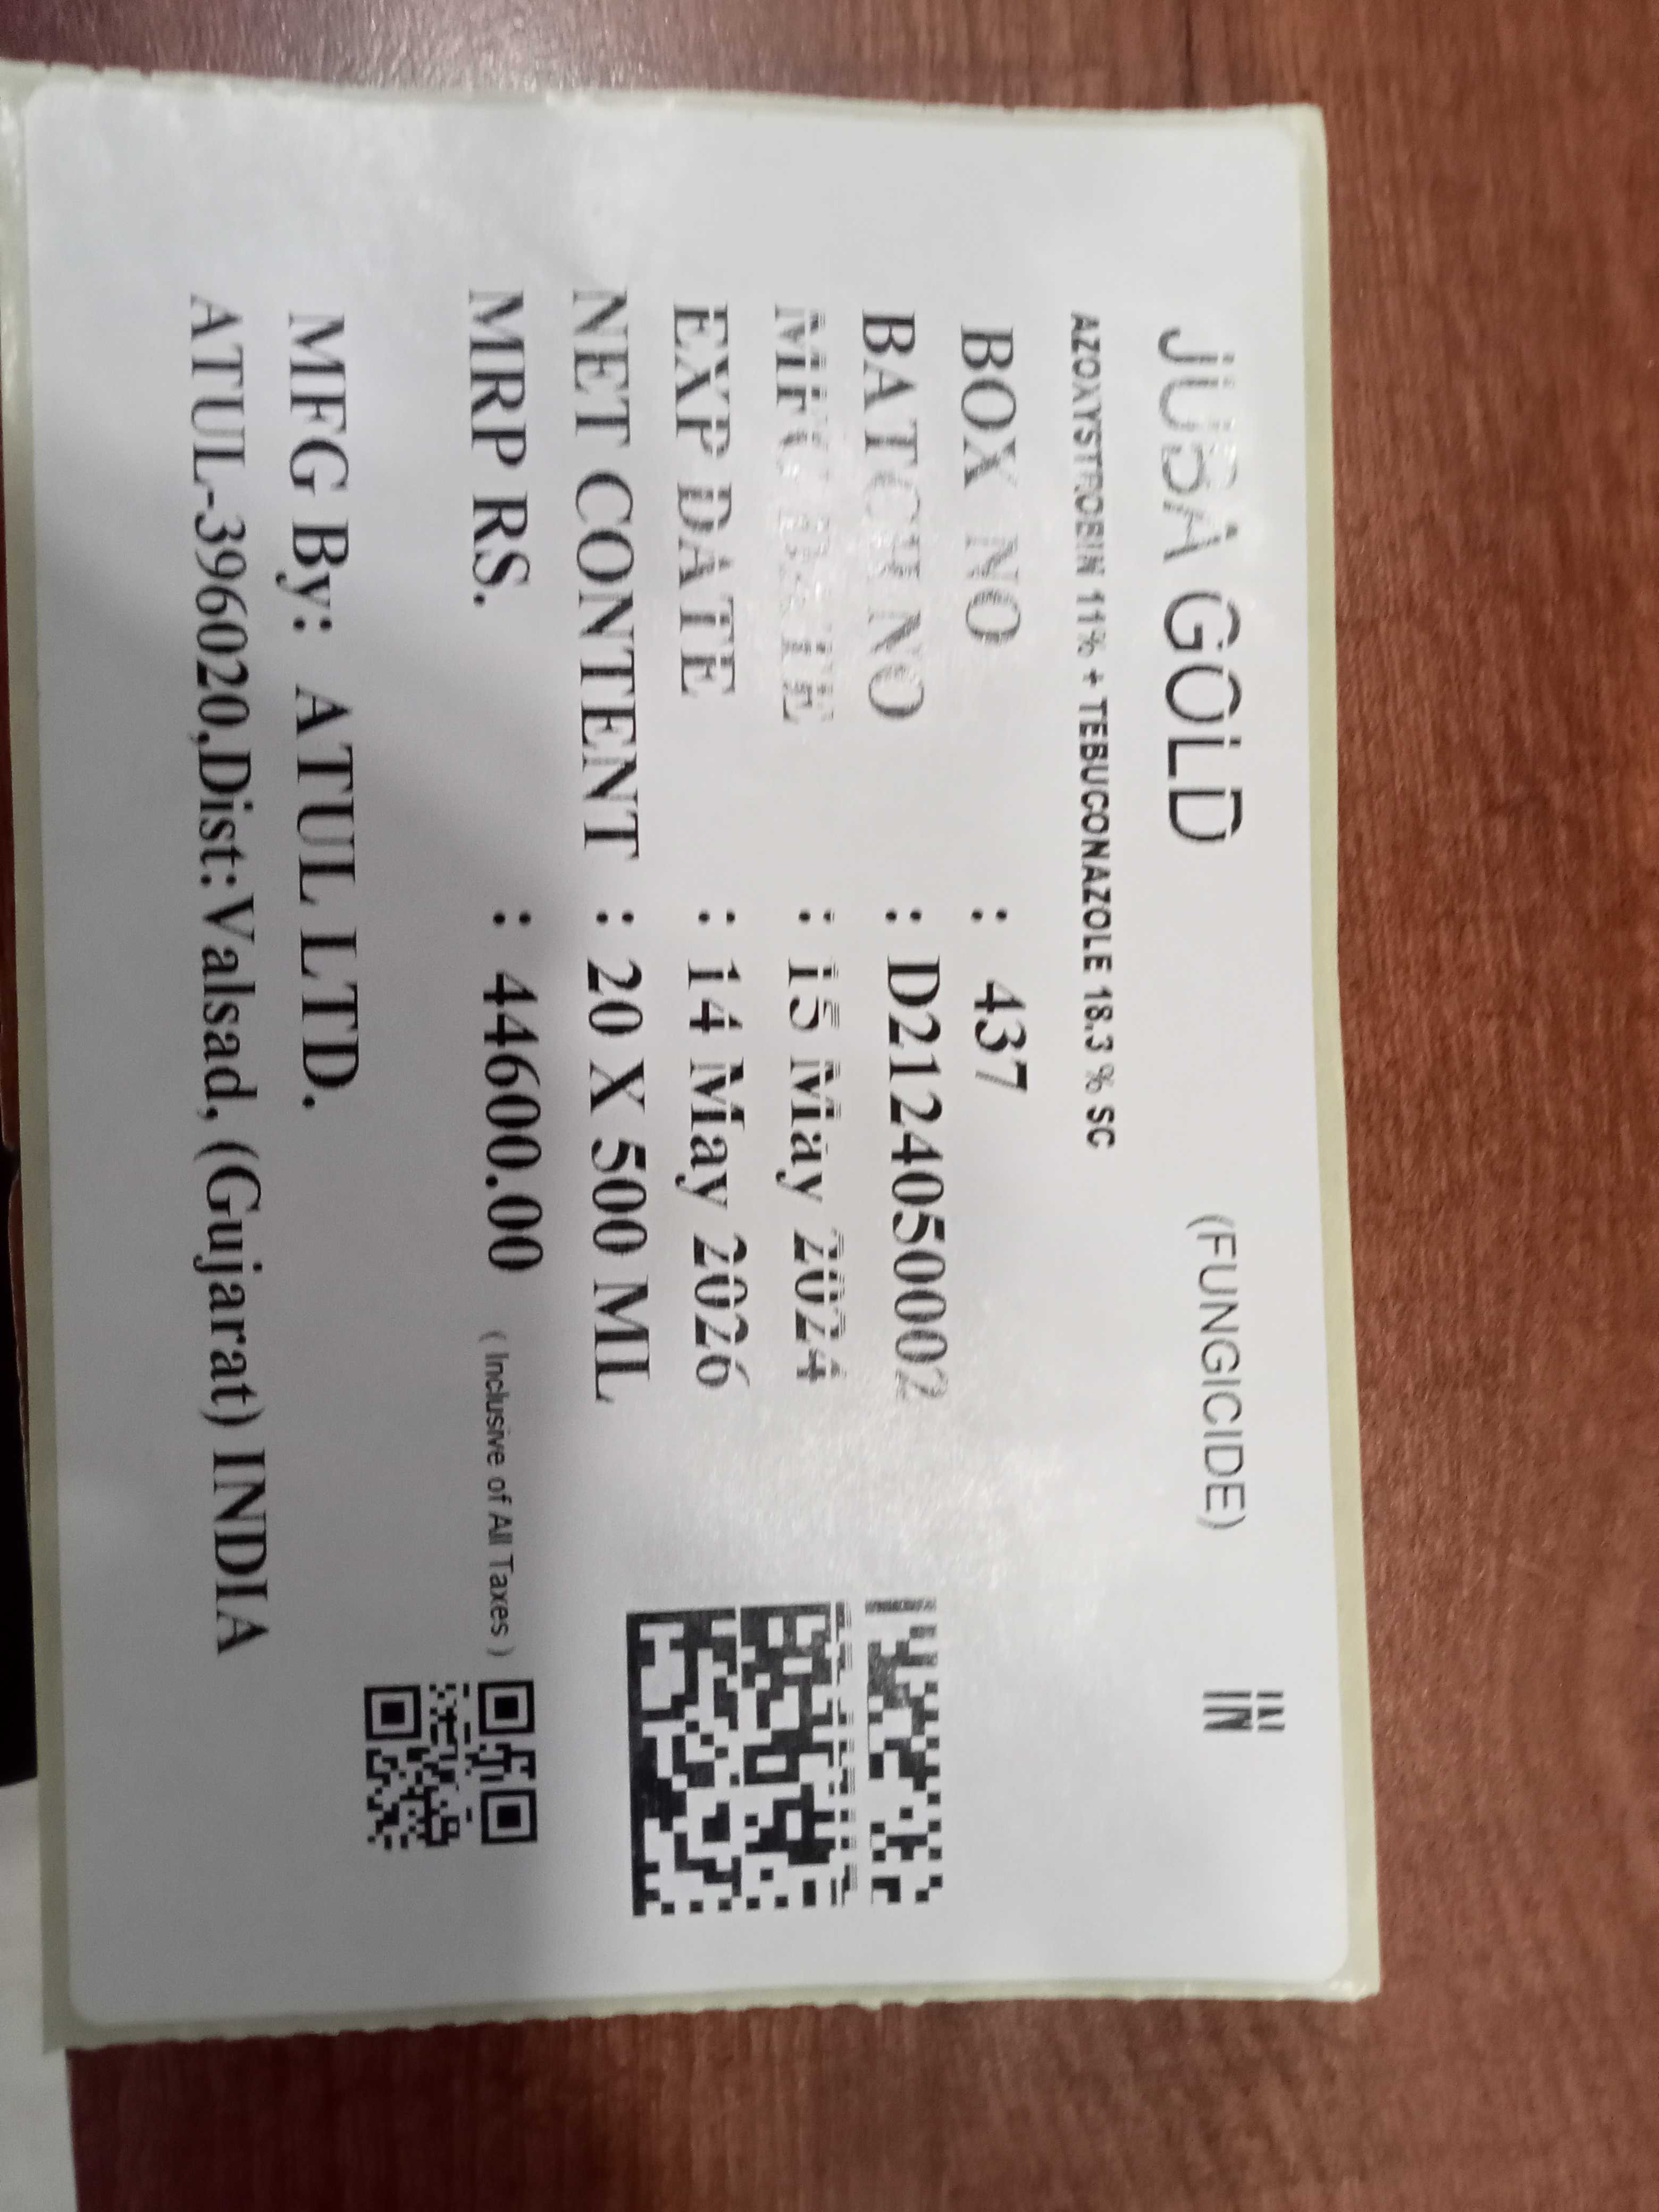 JUBA GOLD (FUNGICIDE)
AZOXYSTROBIN 11% + TEBUCONAZOLE 18.3 % SC
BOX NO : 437
BATCH NO : D2124050002
MFG DATE : 15 May 2024
EXP DATE : 14 May 2026
NET CONTENT : 20 X 500 ML
MRP RS. : 44600.00 ( Inclusive of All Taxes )
MFG By: ATUL LTD.
ATUL-396020,Dist:Valsad, (Gujarat) INDIA